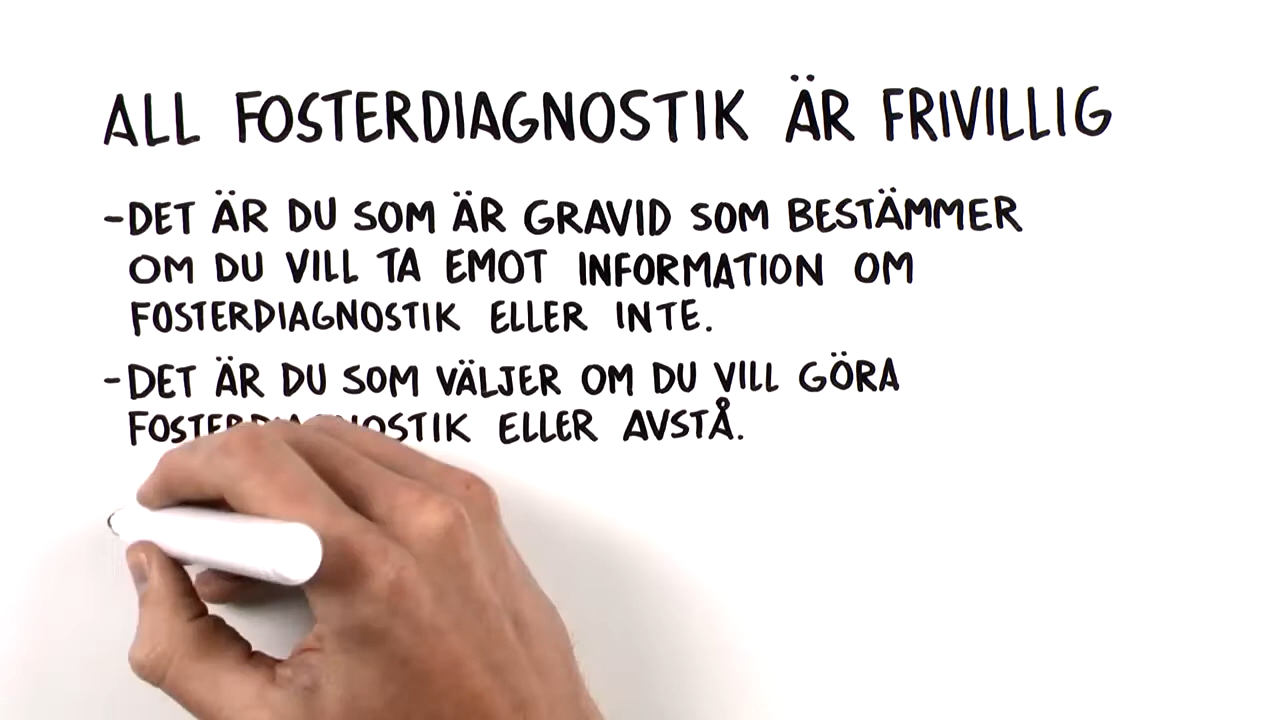 ALL FOSTERDIAGNOSTIK ÄR FRIVILLIG
-DET ÄR DU SOM ÄR GRAVID SOM BESTÄMMER
OM DU VILL TA EMOT INFORMATION OM
FOSTERDIAGNOSTIK ELLER INTE.
-DET ÄR DU SOM VÄLJER OM DU VILL GÖRA
FOSTERDIAGNOSTIK ELLER AVSTÅ.